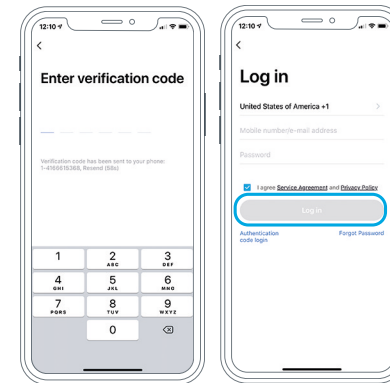 12:10
Enter verification code
Verification code has been sent to your phone:
1-4166615368, Resend (58s)
1
2
ABC
3
DEF
4
GHI
5
JKL
6
MNO
7
PQRS
8
TUV
9
WXYZ
0
12:10
Log in
United States of America +1
Mobile number/e-mail address
Password
I agree Service Agreement and Privacy Policy
Log in
Authentication
code login
Forgot Password